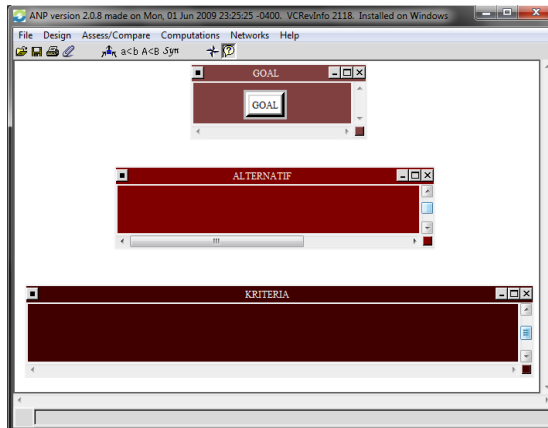 ANP version 2.0.8 made on Mon, 01 Jun 2009 23:25:25 -0400. VCRevInfo 2118. Installed on Windows
File Design Assess/Compare Computations Networks Help
a<b A<B Syn
GOAL
GOAL
ALTERNATIF
KRITERIA